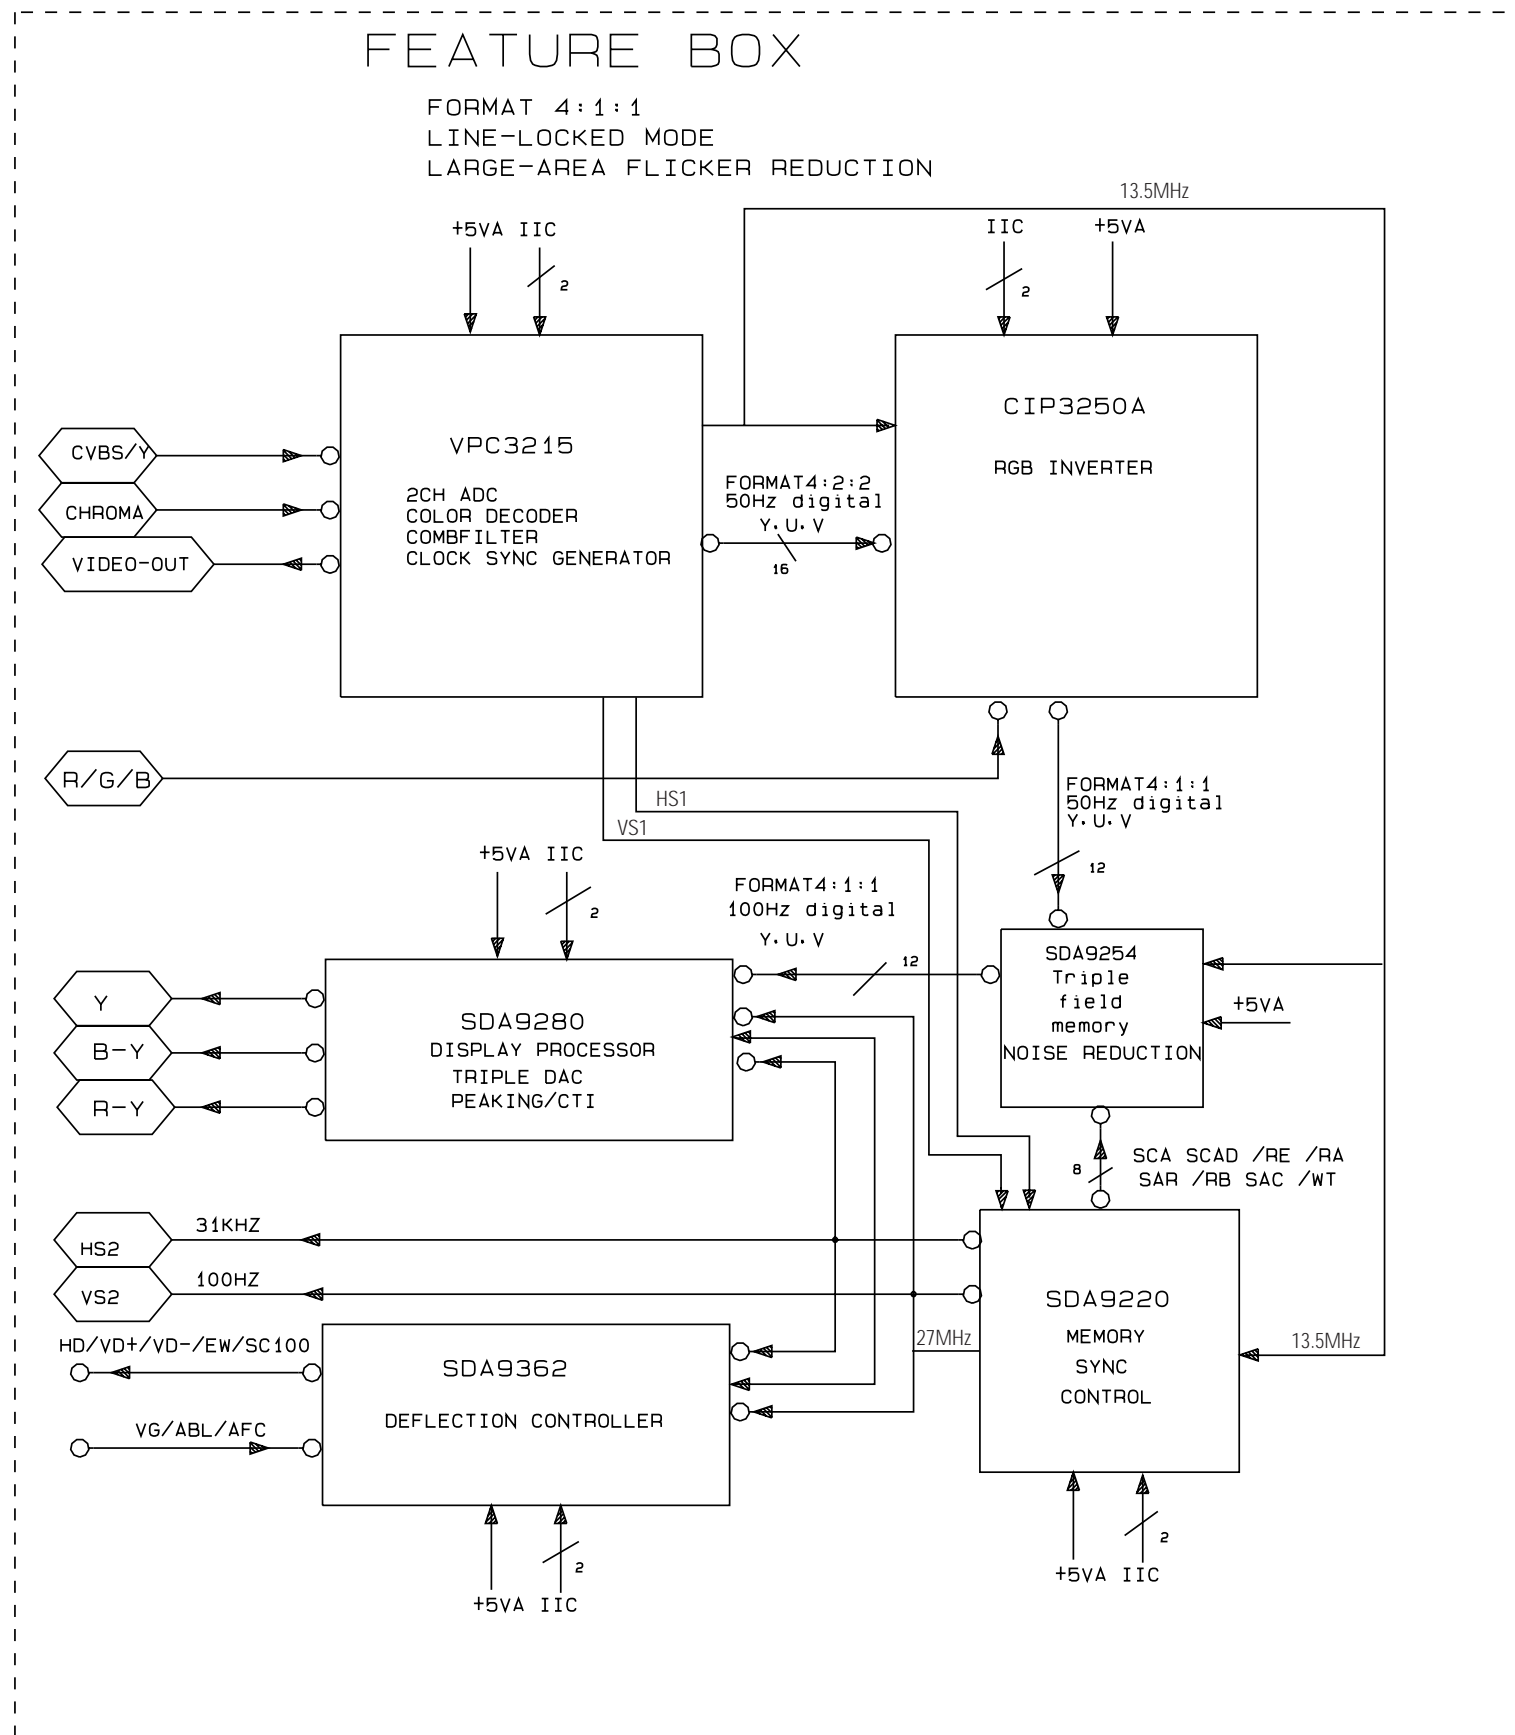 FEATURE BOX
FORMAT 4:1:1
LINE-LOCKED MODE
LARGE-AREA FLICKER REDUCTION
13.5MHz
+5VA IIC
2
IIC
+5VA
2
VPC3215
2CH ADC
COLOR DECODER
COMBFILTER
CLOCK SYNC GENERATOR
CIP3250A
RGB INVERTER
CVBS/Y
CHROMA
VIDEO-OUT
FORMAT4:2:2
50Hz digital
Y.U.V
16
R/G/B
HS1
VS1
FORMAT4:1:1
50Hz digital
Y.U.V
12
+5VA IIC
2
FORMAT4:1:1
100Hz digital
Y.U.V
12
SDA9254
Triple
field
memory
NOISE REDUCTION
+5VA
Y
B-Y
R-Y
SDA9280
DISPLAY PROCESSOR
TRIPLE DAC
PEAKING/CTI
8
SCA SCAD /RE /RA
SAR /RB SAC /WT
31KHZ
HS2
100HZ
VS2
SDA9220
MEMORY
SYNC
CONTROL
27MHz
13.5MHz
HD/VD+/VD-/EW/SC100
VG/ABL/AFC
SDA9362
DEFLECTION CONTROLLER
2
+5VA IIC
2
+5VA IIC